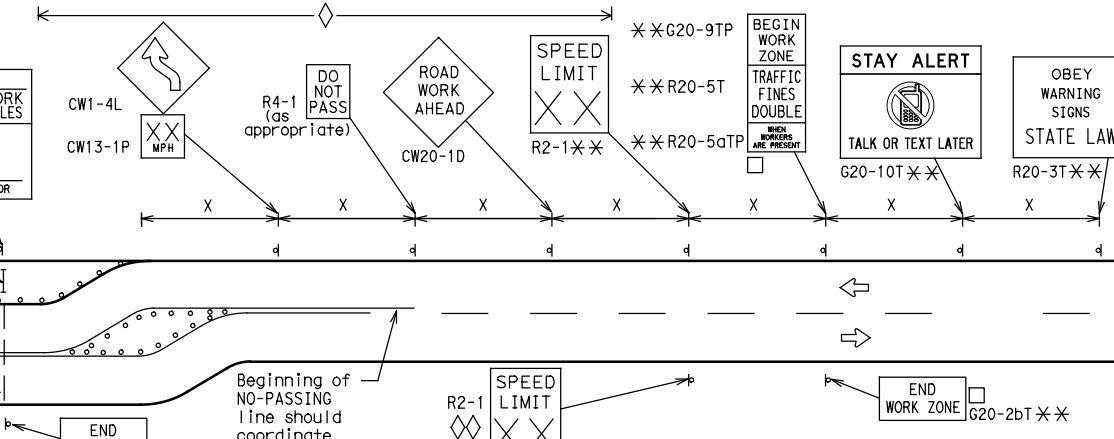 CW1-4L
XX
MPH
CW13-1P
R4-1
(as
appropriate)
DO
NOT
PASS
ROAD
WORK
AHEAD
CW20-1D
SPEED
LIMIT
X X
R2-1**
**G20-9TP
**R20-5T
**R20-5aTP
BEGIN
WORK
ZONE
TRAFFIC
FINES
DOUBLE
WHEN
WORKERS
ARE PRESENT
STAY ALERT
TALK OR TEXT LATER
G20-10T**
OBEY
WARNING
SIGNS
STATE LAW
R20-3T**
X
X
X
X
X
X
X
Beginning of
NO-PASSING
line should
coordinate
R2-1
SPEED
LIMIT
X X
END
WORK ZONE
G20-2bT**
END